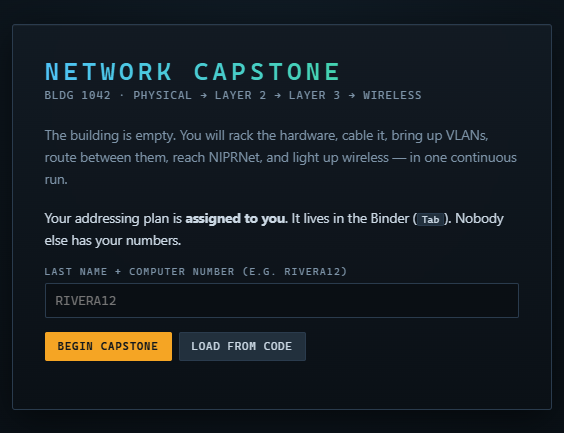 NETWORK CAPSTONE
BLDG 1042 · PHYSICAL → LAYER 2 → LAYER 3 → WIRELESS
The building is empty. You will rack the hardware, cable it, bring up VLANs,
route between them, reach NIPRNet, and light up wireless — in one continuous
run.
Your addressing plan is assigned to you. It lives in the Binder ( Tab ). Nobody
else has your numbers.
LAST NAME + COMPUTER NUMBER (E.G. RIVERA12)
RIVERA12
BEGIN CAPSTONE LOAD FROM CODE